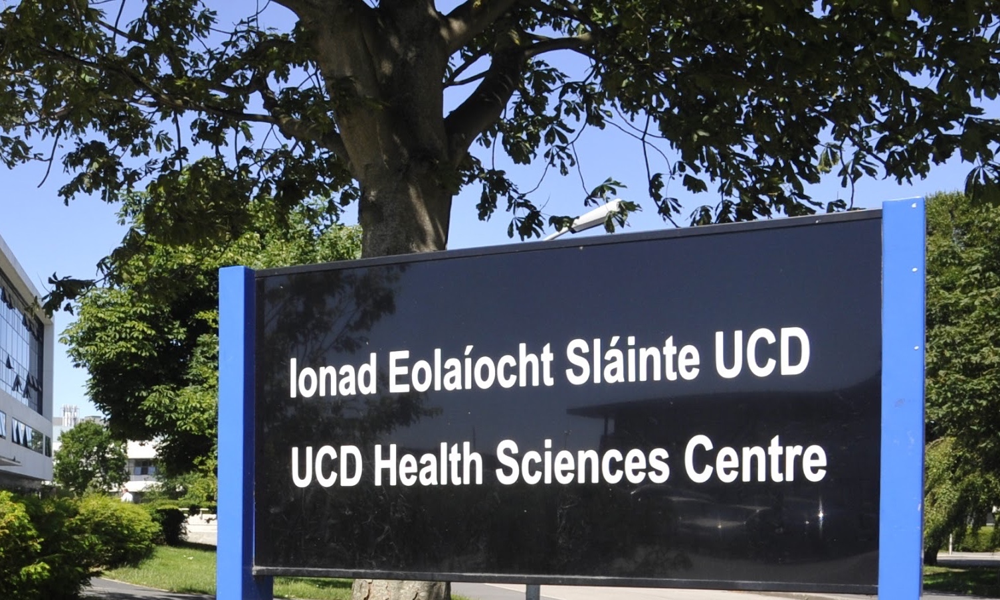 Ionad Eolaíocht Sláinte UCD
UCD Health Sciences Centre